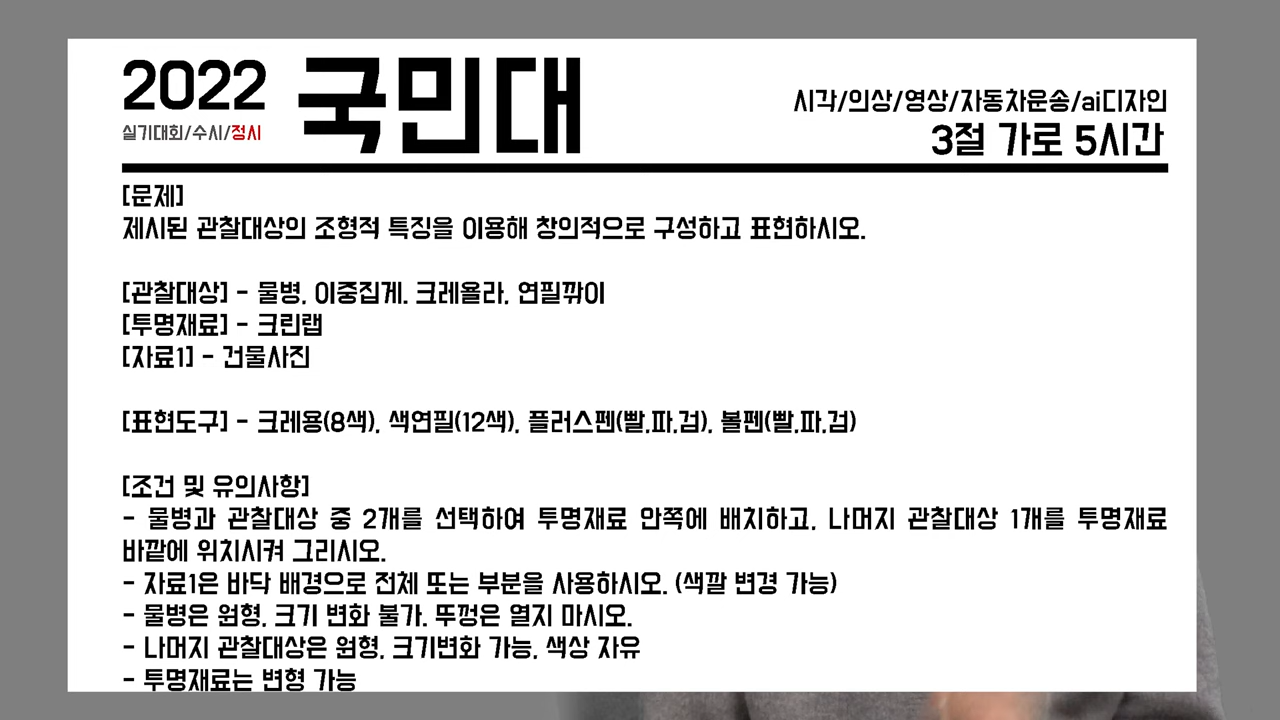 2022 국민대
실기대회/수시/정시
시각/의상/영상/자동차운송/ai디자인
3절 가로 5시간
[문제]
제시된 관찰대상의 조형적 특징을 이용해 창의적으로 구성하고 표현하시오.
[관찰대상] - 물병, 이중집게. 크레욜라, 연필깎이
[투명재료] - 크린랩
[자료1] - 건물사진
[표현도구] - 크레용(8색), 색연필(12색), 플러스펜(빨,파,검), 볼펜(빨,파,검)
[조건 및 유의사항]
- 물병과 관찰대상 중 2개를 선택하여 투명재료 안쪽에 배치하고, 나머지 관찰대상 1개를 투명재료
바깥에 위치시켜 그리시오.
- 자료1은 바닥 배경으로 전체 또는 부분을 사용하시오. (색깔 변경 가능)
- 물병은 원형, 크기 변화 불가. 뚜껑은 열지 마시오.
- 나머지 관찰대상은 원형, 크기변화 가능, 색상 자유
- 투명재료는 변형 가능